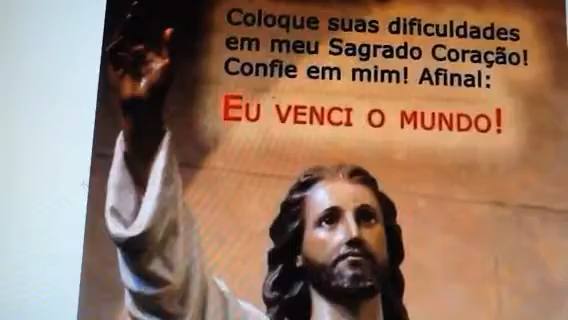 Coloque suas dificuldades
em meu Sagrado Coração!
Confie em mim! Afinal:
EU VENCI O MUNDO!